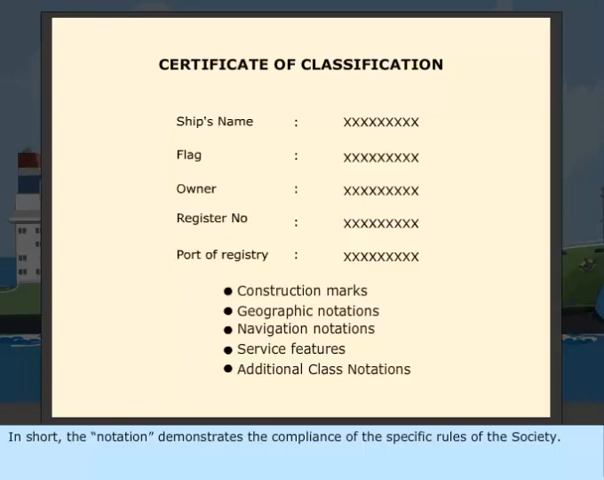 CERTIFICATE OF CLASSIFICATION
Ship's Name : XXXXXXXXX
Flag : XXXXXXXXX
Owner : XXXXXXXXX
Register No : XXXXXXXXX
Port of registry : XXXXXXXXX
● Construction marks
● Geographic notations
● Navigation notations
● Service features
● Additional Class Notations
In short, the “notation” demonstrates the compliance of the specific rules of the Society.